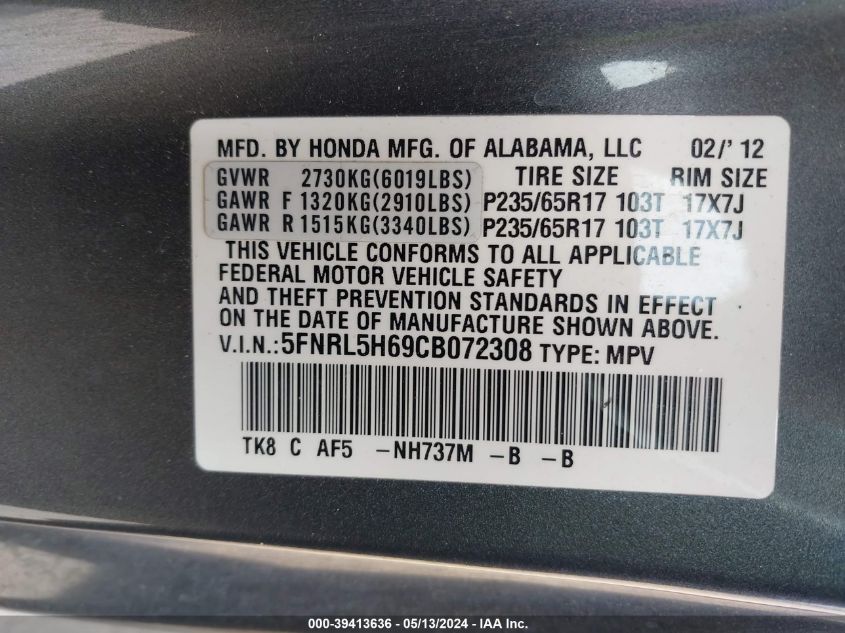 MFD. BY HONDA MFG. OF ALABAMA, LLC 02/' 12
GVWR 2730KG(6019LBS) TIRE SIZE RIM SIZE
GAWR F 1320KG(2910LBS) P235/65R17 103T 17X7J
GAWR R 1515KG(3340LBS) P235/65R17 103T 17X7J
THIS VEHICLE CONFORMS TO ALL APPLICABLE
FEDERAL MOTOR VEHICLE SAFETY
AND THEFT PREVENTION STANDARDS IN EFFECT
ON THE DATE OF MANUFACTURE SHOWN ABOVE.
V.I.N.: 5FNRL5H69CB072308 TYPE: MPV
TK8 C AF5 -NH737M -B -B
000-39413636 - 05/13/2024 - IAA Inc.